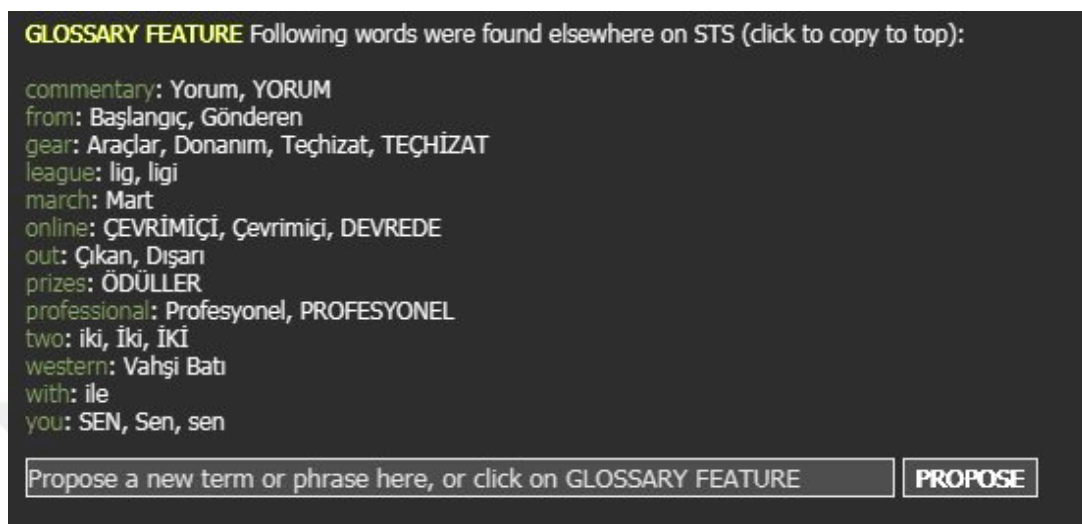 GLOSSARY FEATURE Following words were found elsewhere on STS (click to copy to top):
commentary: Yorum, YORUM
from: Başlangıç, Gönderen
gear: Araçlar, Donanım, Teçhizat, TEÇHİZAT
league: lig, ligi
march: Mart
online: ÇEVRİMİÇİ, Çevrimiçi, DEVREDE
out: Çıkan, Dışarı
prizes: ÖDÜLLER
professional: Profesyonel, PROFESYONEL
two: iki, İki, İKİ
western: Vahşi Batı
with: ile
you: SEN, Sen, sen
Propose a new term or phrase here, or click on GLOSSARY FEATURE PROPOSE